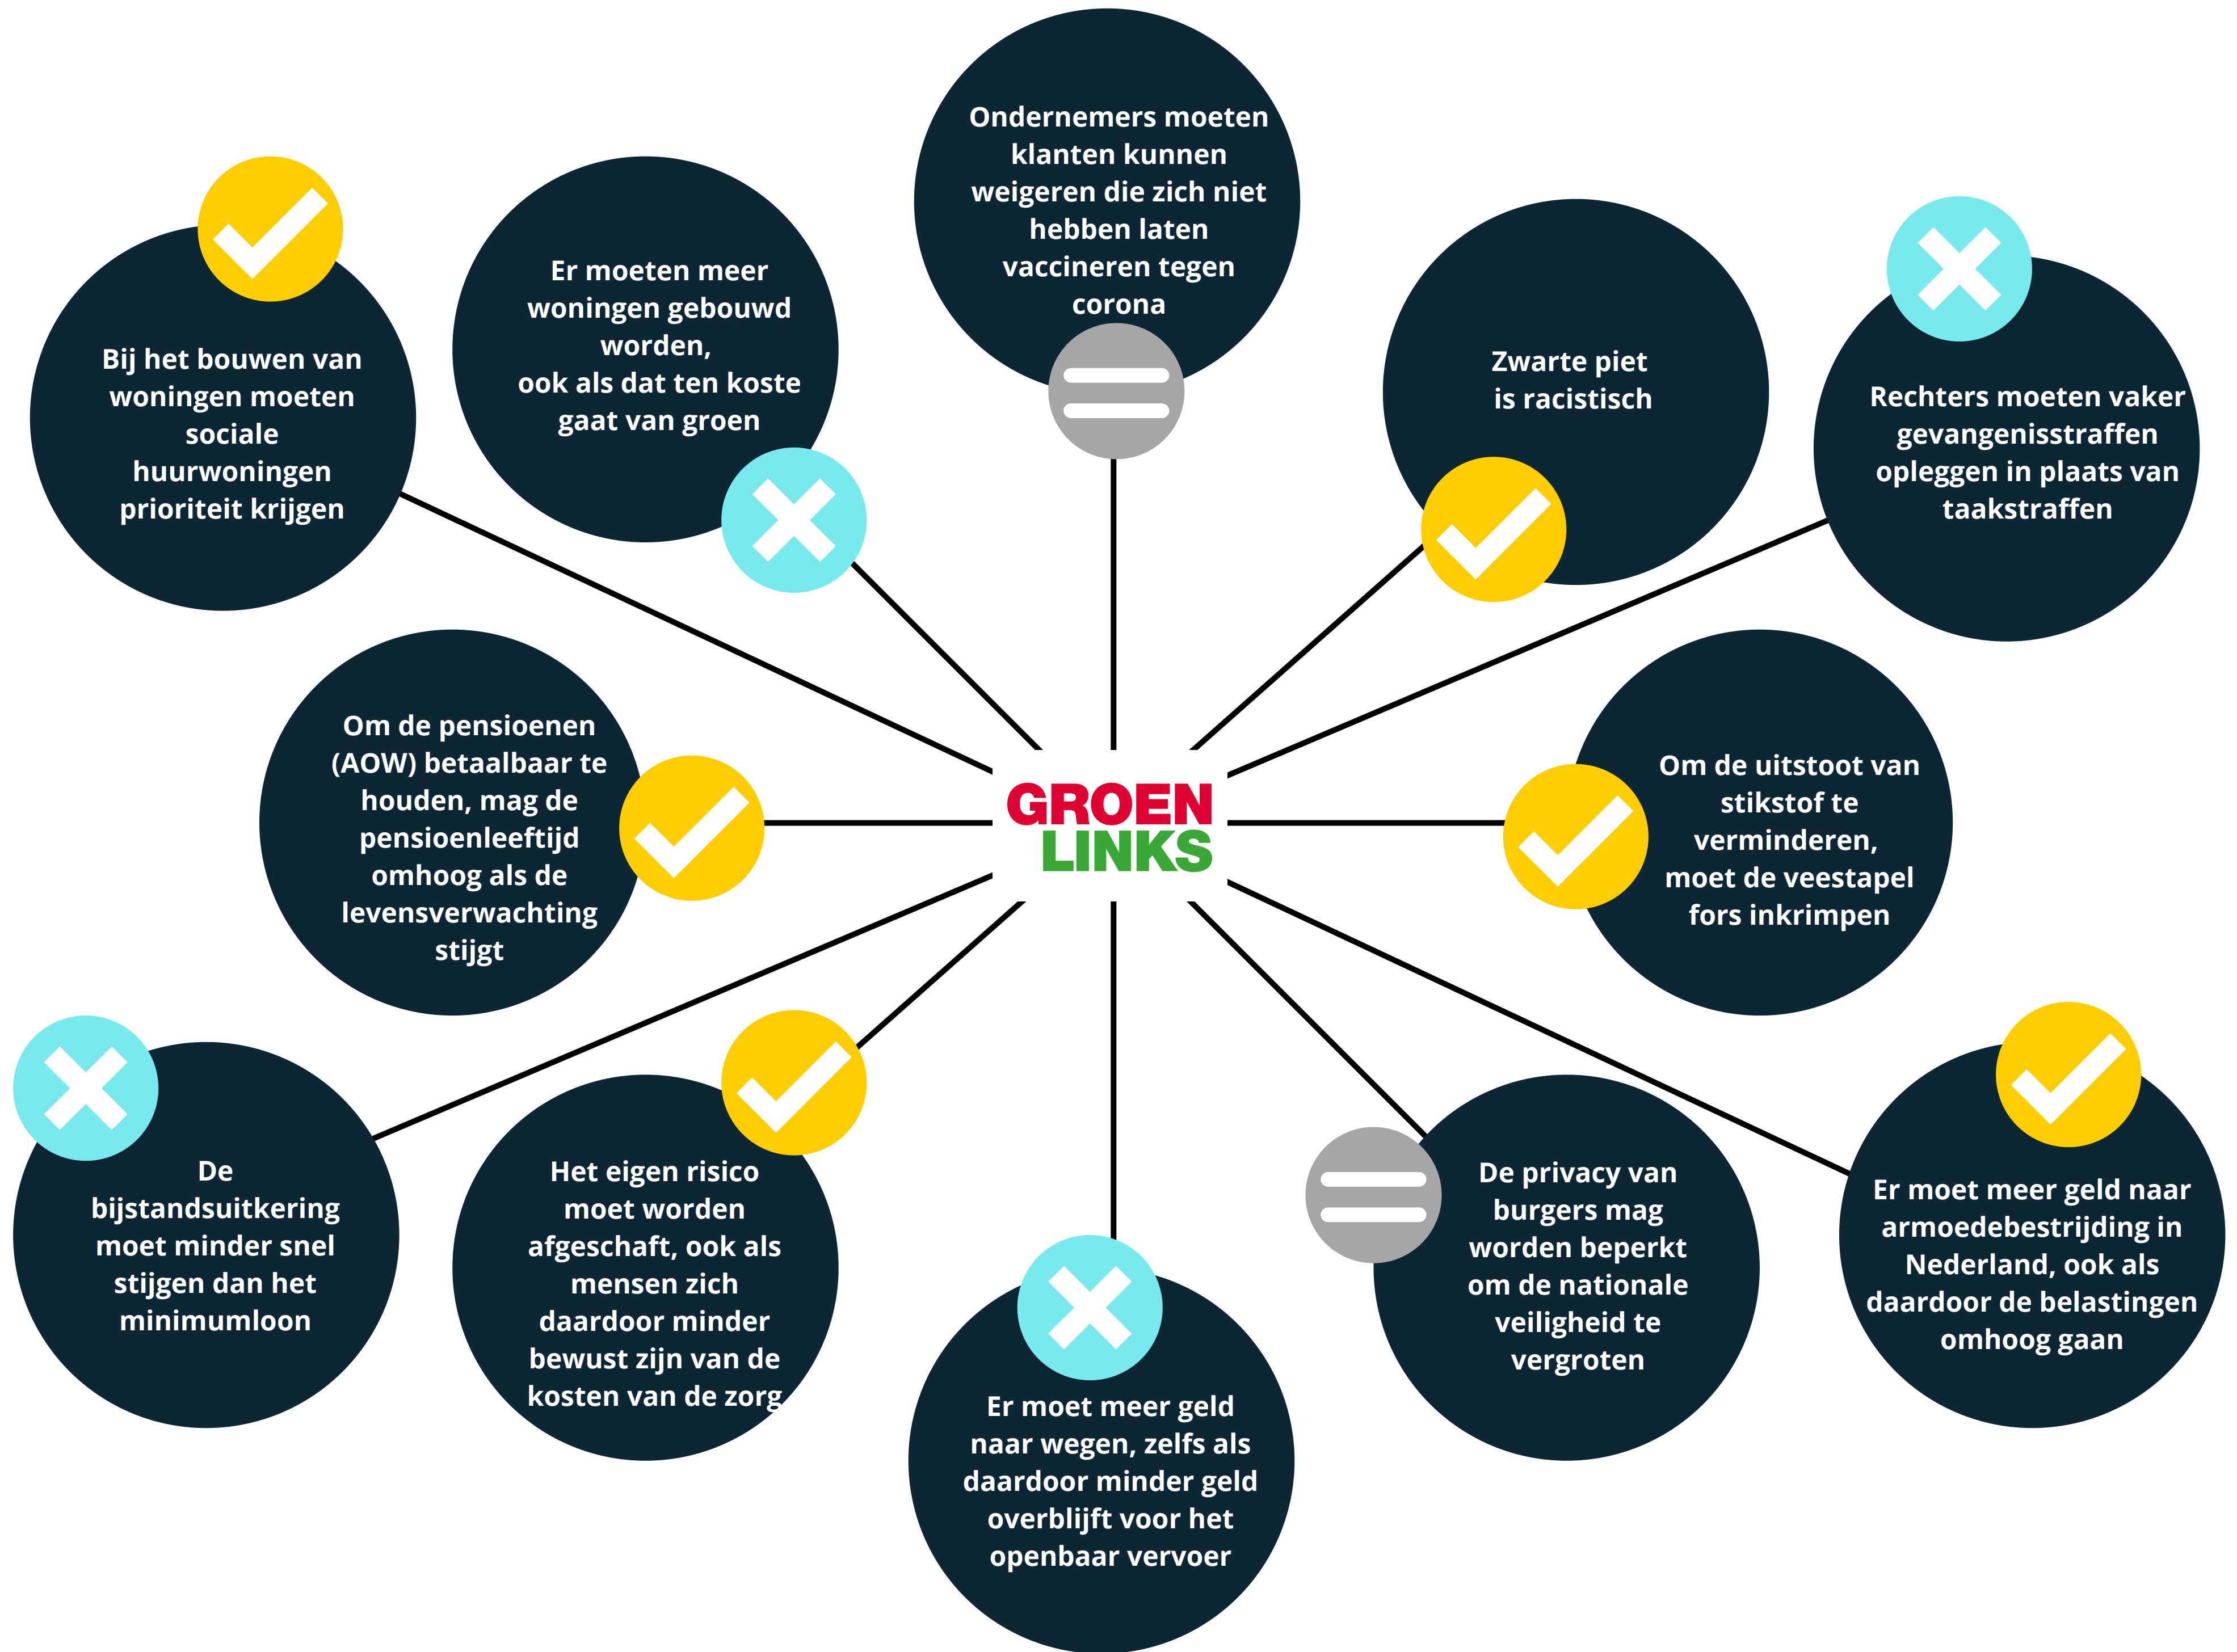 Ondernemers moeten
klanten kunnen
weigeren die zich niet
hebben laten
vaccineren tegen
corona
Bij het bouwen van
woningen moeten
sociale
huurwoningen
prioriteit krijgen
Er moeten meer
woningen gebouwd
worden,
ook als dat ten koste
gaat van groen
Zwarte piet
is racistisch
Rechters moeten vaker
gevangenisstraffen
opleggen in plaats van
taakstraffen
Om de pensioenen
(AOW) betaalbaar te
houden, mag de
pensioenleeftijd
omhoog als de
levensverwachting
stijgt
GROEN
LINKS
Om de uitstoot van
stikstof te
verminderen,
moet de veestapel
fors inkrimpen
De
bijstandsuitkering
moet minder snel
stijgen dan het
minimumloon
Het eigen risico
moet worden
afgeschaft, ook als
mensen zich
daardoor minder
bewust zijn van de
kosten van de zorg
Er moet meer geld
naar wegen, zelfs als
daardoor minder geld
overblijft voor het
openbaar vervoer
De privacy van
burgers mag
worden beperkt
om de nationale
veiligheid te
vergroten
Er moet meer geld naar
armoedebestrijding in
Nederland, ook als
daardoor de belastingen
omhoog gaan